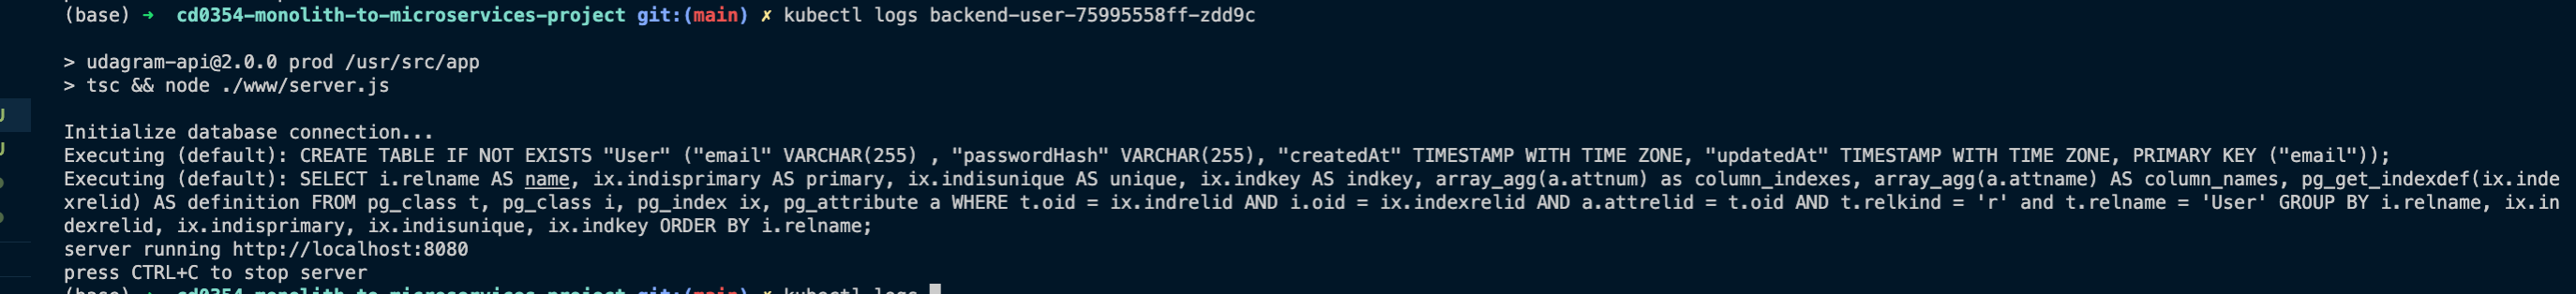 (base) → cd0354-monolith-to-microservices-project git:(main) ✗ kubectl logs backend-user-75995558ff-zdd9c
> udagram-api@2.0.0 prod /usr/src/app
> tsc && node ./www/server.js
Initialize database connection...
Executing (default): CREATE TABLE IF NOT EXISTS "User" ("email" VARCHAR(255) , "passwordHash" VARCHAR(255), "createdAt" TIMESTAMP WITH TIME ZONE, "updatedAt" TIMESTAMP WITH TIME ZONE, PRIMARY KEY ("email"));
Executing (default): SELECT i.relname AS name, ix.indisprimary AS primary, ix.indisunique AS unique, ix.indkey AS indkey, array_agg(a.attnum) as column_indexes, array_agg(a.attname) AS column_names, pg_get_indexdef(ix.inde
xrelid) AS definition FROM pg_class t, pg_class i, pg_index ix, pg_attribute a WHERE t.oid = ix.indrelid AND i.oid = ix.indexrelid AND a.attrelid = t.oid AND t.relkind = 'r' and t.relname = 'User' GROUP BY i.relname, ix.in
dexrelid, ix.indisprimary, ix.indisunique, ix.indkey ORDER BY i.relname;
server running http://localhost:8080
press CTRL+C to stop server
(base) → cd0354-monolith-to-microservices-project git:(main) ✗ kubectl logs